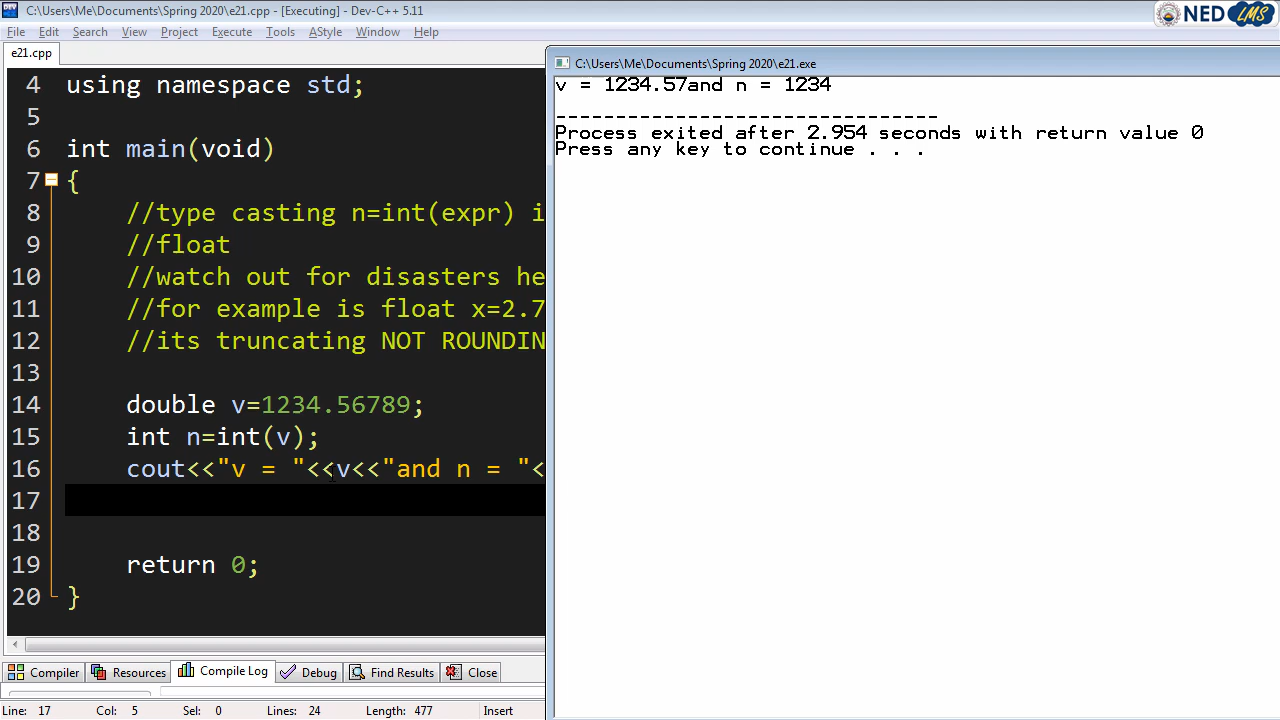 C:\Users\Me\Documents\Spring 2020\e21.cpp - [Executing] - Dev-C++ 5.11
NED LMS
File Edit Search View Project Execute Tools AStyle Window Help
e21.cpp
4 using namespace std;
5
6 int main(void)
7 {
8 //type casting n=int(expr) i
9 //float
10 //watch out for disasters he
11 //for example is float x=2.7
12 //its truncating NOT ROUNDIN
13
14 double v=1234.56789;
15 int n=int(v);
16 cout<<"v = "<<v<<"and n = "<
17
18
19 return 0;
20 }
C:\Users\Me\Documents\Spring 2020\e21.exe
v = 1234.57and n = 1234
--------------------------------
Process exited after 2.954 seconds with return value 0
Press any key to continue . . .
Compiler Resources Compile Log Debug Find Results Close
Line: 17 Col: 5 Sel: 0 Lines: 24 Length: 477 Insert